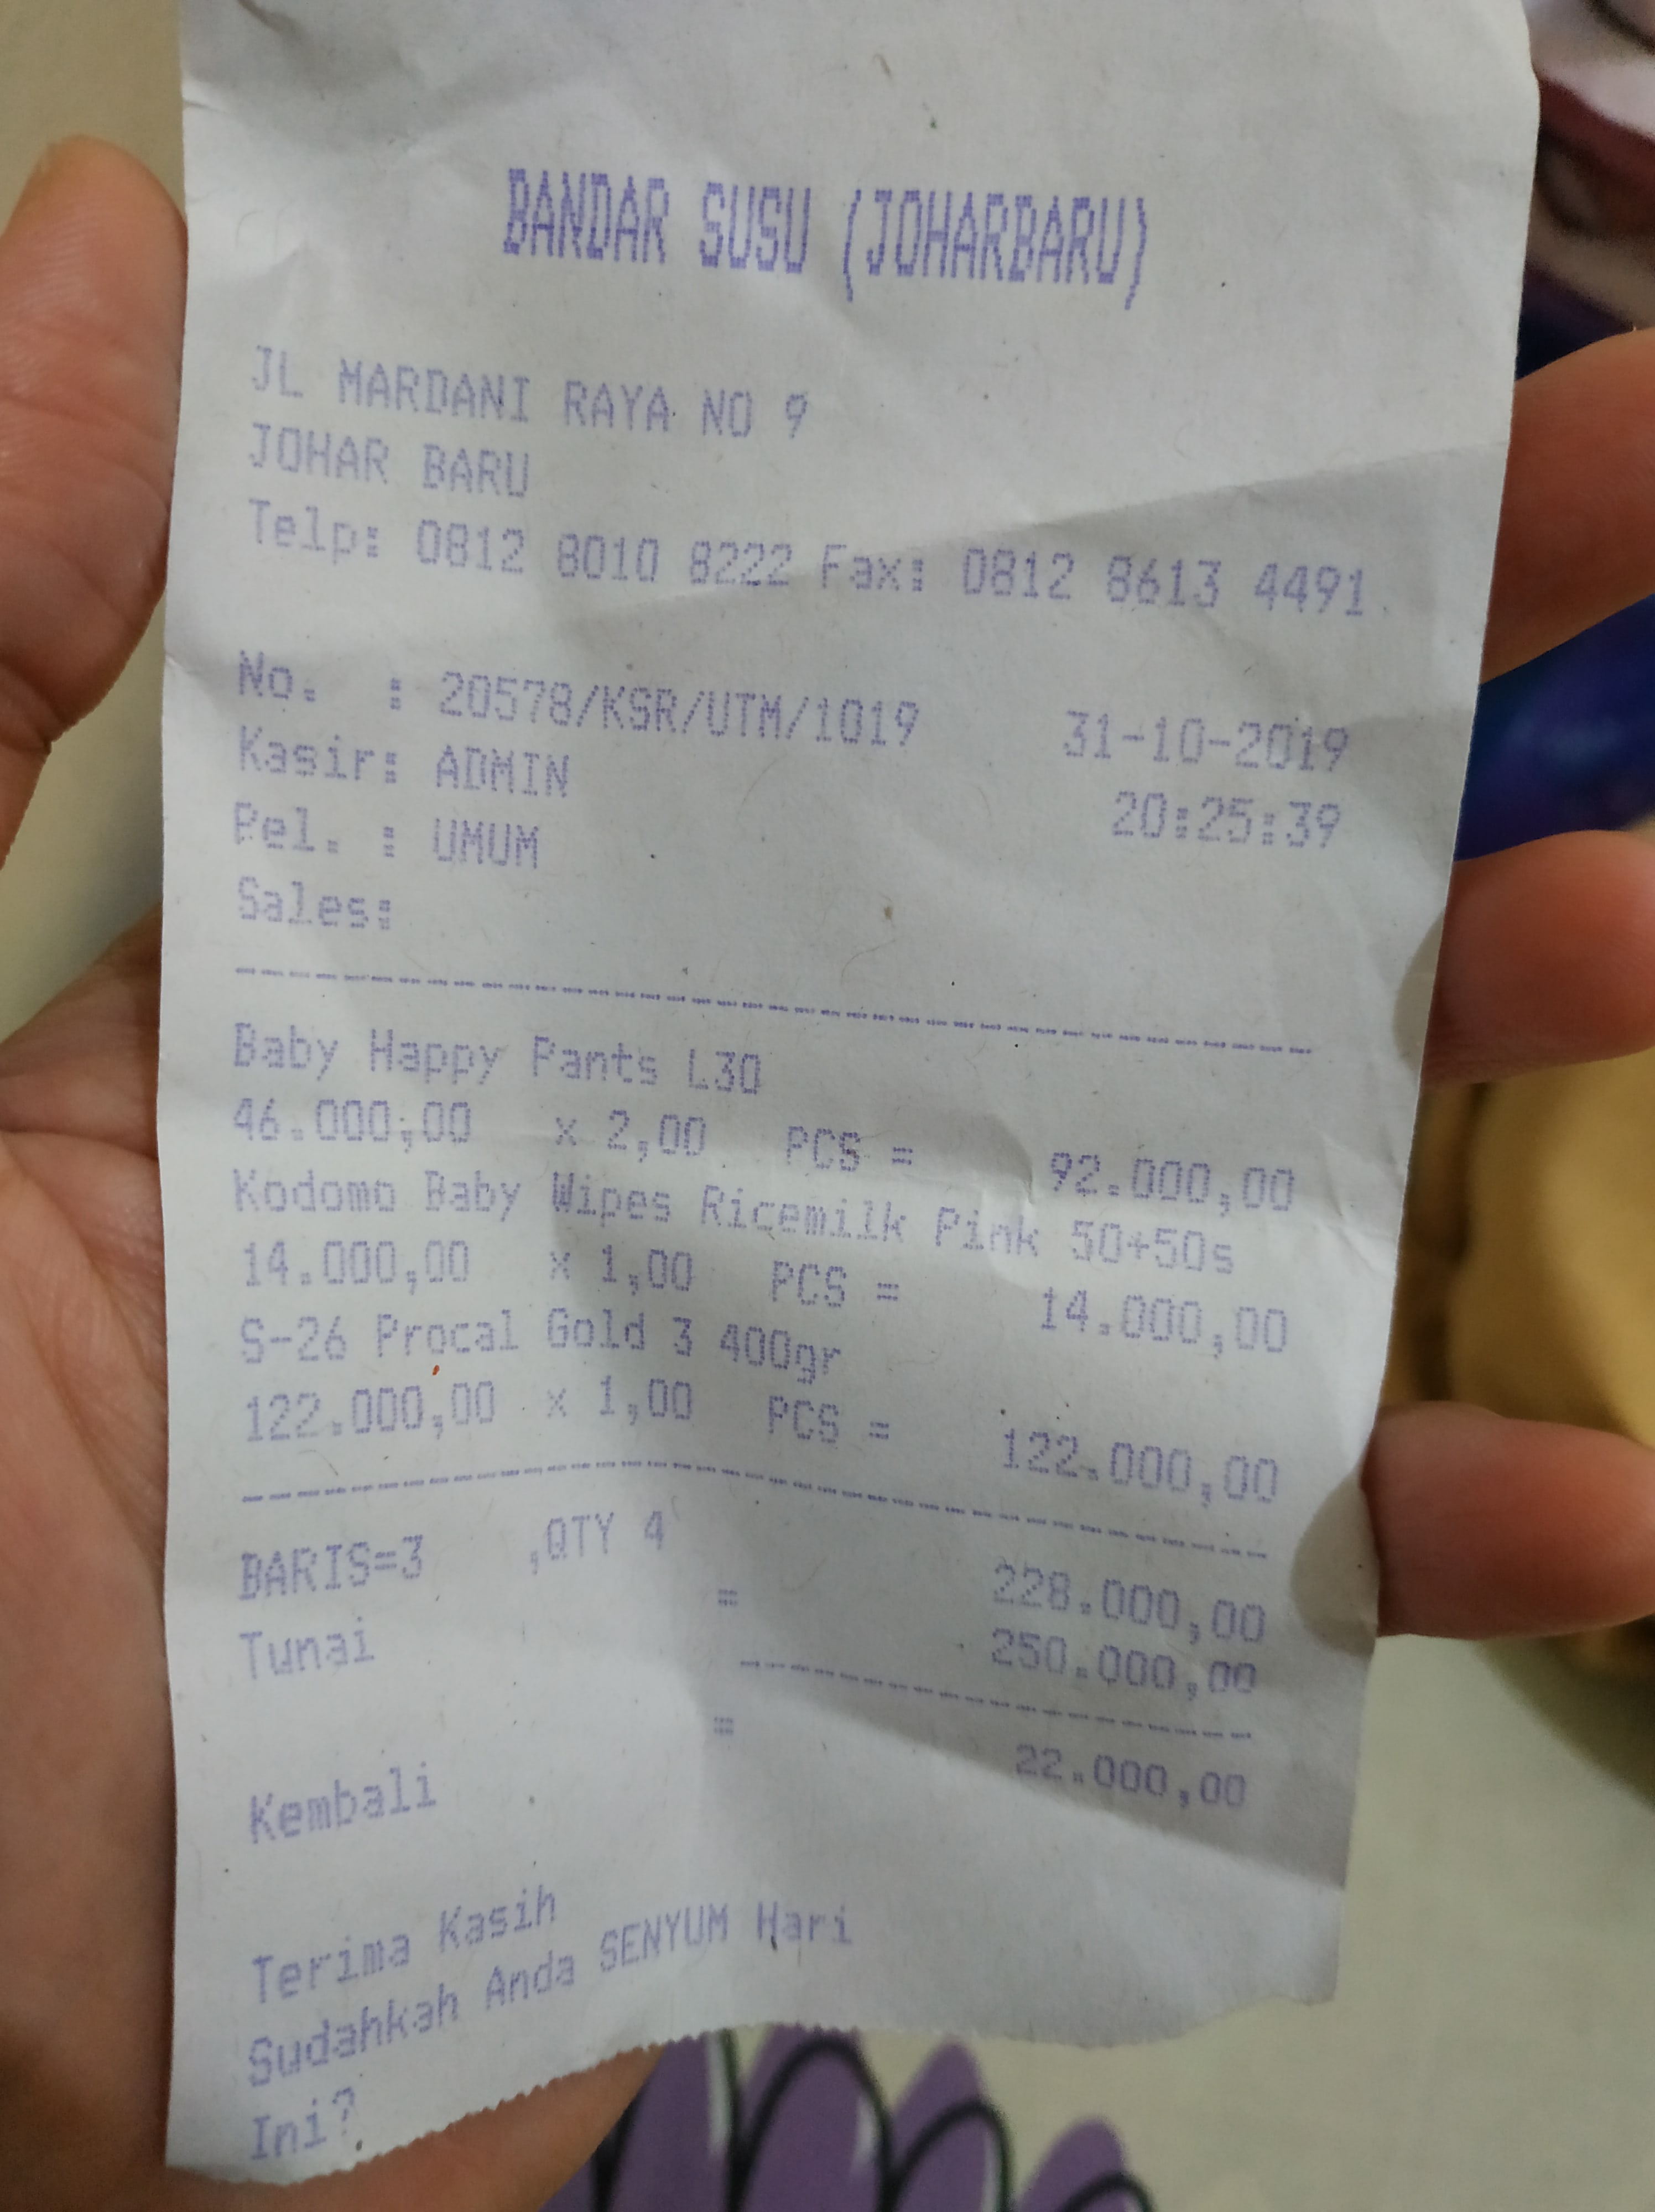 BANDAR SUSU (JOHARBARU)
JL MARDANI RAYA NO 9
JOHAR BARU
Telp: 0812 8010 8222 Fax: 0812 8613 4491
No. : 20578/KSR/UTM/1019 31-10-2019
Kasir: ADMIN 20:25:39
Pel. : UMUM
Sales:
Baby Happy Pants L30
46.000,00 x 2,00 PCS = 92.000,00
Kodomo Baby Wipes Ricemilk Pink 50+50s
14.000,00 x 1,00 PCS = 14.000,00
S-26 Procal Gold 3 400gr
122.000,00 x 1,00 PCS = 122.000,00
BARIS=3 ,QTY 4 228.000,00
Tunai = 250.000,00
Kembali = 22.000,00
Terima Kasih
Sudahkah Anda SENYUM Hari
Ini?